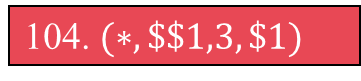 104. (∗, $$1,3, $1)